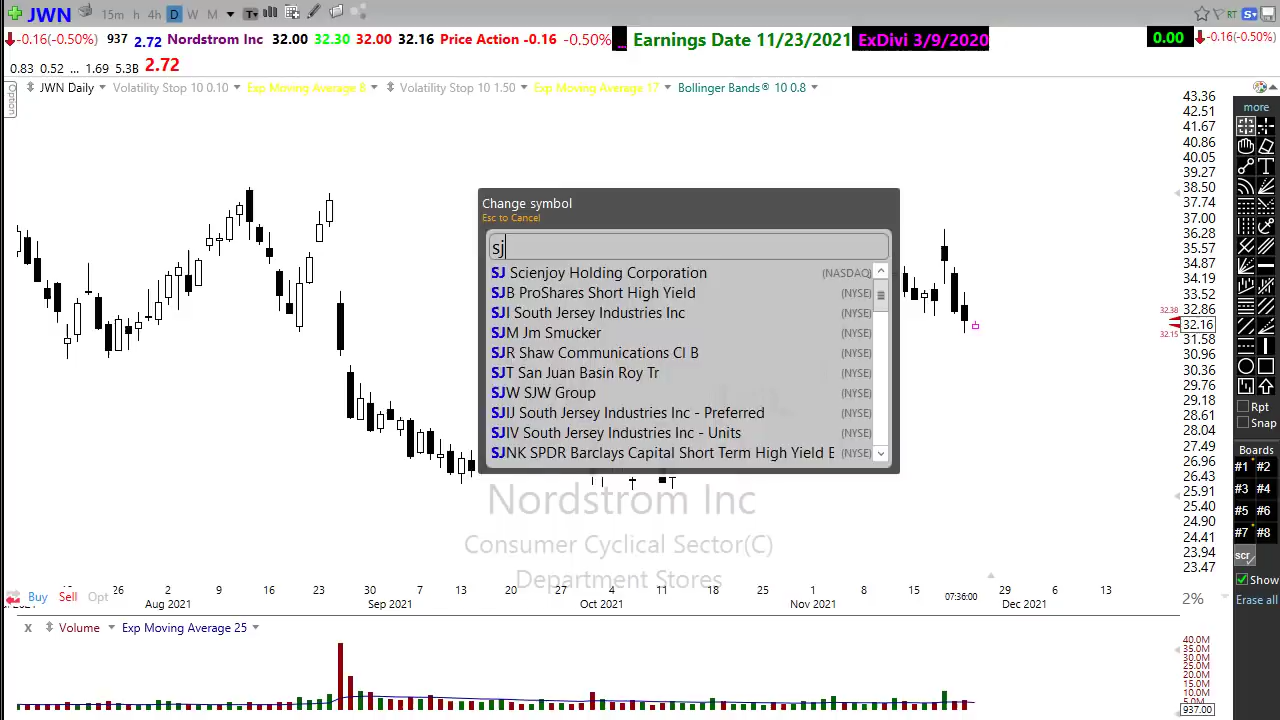 JWN 15m h 4h D W M T RT S
-0.16(-0.50%) 937 2.72 Nordstrom Inc 32.00 32.30 32.00 32.16 Price Action -0.16 -0.50% ... Earnings Date 11/23/2021 ExDivi 3/9/2020 0.00 -0.16(-0.50%)
0.83 0.52 ... 1.69 5.3B 2.72
Option
JWN Daily Volatility Stop 10 0.10 Exp Moving Average 8 Volatility Stop 10 1.50 Exp Moving Average 17 Bollinger Bands® 10 0.8
43.36
42.51
41.67
40.86
40.05
39.27
38.50
37.74
37.00
36.28
35.57
34.87
34.19
33.52
32.86
32.38
32.16
32.15
31.58
30.96
30.36
29.76
29.18
28.61
28.04
27.49
26.96
26.43
25.91
25.40
24.90
24.41
23.94
23.47
more
T
Rpt
Snap
Boards
#1 #2
#3 #4
#5 #6
#7 #8
scr
Show
Erase all
Change symbol
Esc to Cancel
sj
SJ Scienjoy Holding Corporation (NASDAQ)
SJB ProShares Short High Yield (NYSE)
SJI South Jersey Industries Inc (NYSE)
SJM Jm Smucker (NYSE)
SJR Shaw Communications Cl B (NYSE)
SJT San Juan Basin Roy Tr (NYSE)
SJW SJW Group (NYSE)
SJIJ South Jersey Industries Inc - Preferred (NYSE)
SJIV South Jersey Industries Inc - Units (NYSE)
SJNK SPDR Barclays Capital Short Term High Yield E (NYSE)
Nordstrom Inc
Consumer Cyclical Sector(C)
Department Stores
Buy Sell Opt
26 2 9 16 23 30 7 13 20 27 4 11 18 25 1 8 15 07:36:00 29 6 13
Aug 2021 Sep 2021 Oct 2021 Nov 2021 Dec 2021
2%
X Volume Exp Moving Average 25
40.0M
35.0M
30.0M
25.0M
20.0M
15.0M
10.0M
5.0M
937.00